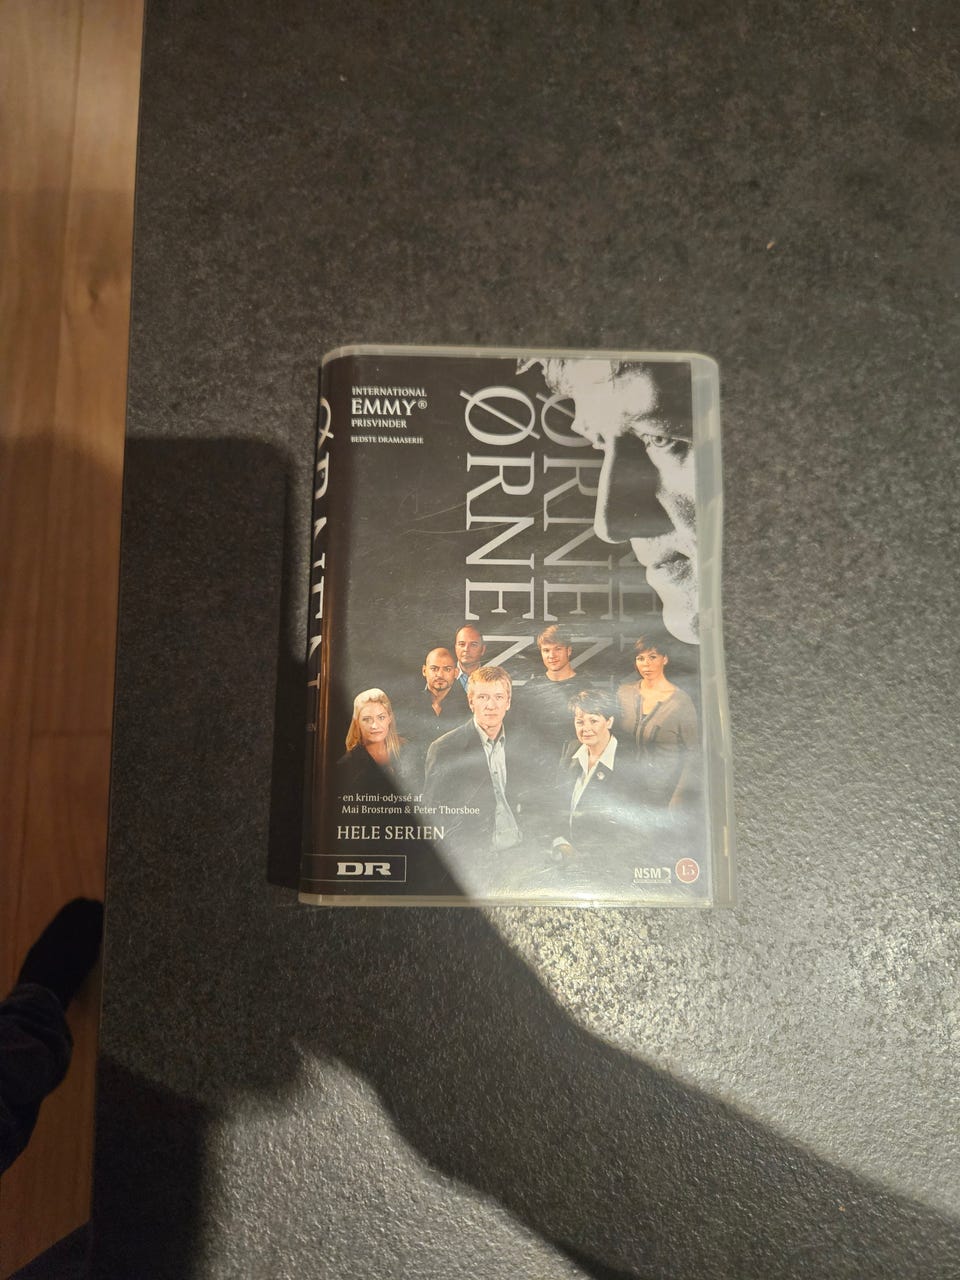 INTERNATIONAL
EMMY®
PRISVINDER
BEDSTE DRAMASERIE
ØRNEN
ØRNEN
ØRNEN
- en krimi-odyssé af
Mai Brostrøm & Peter Thorsboe
HELE SERIEN
DR
NSM
15